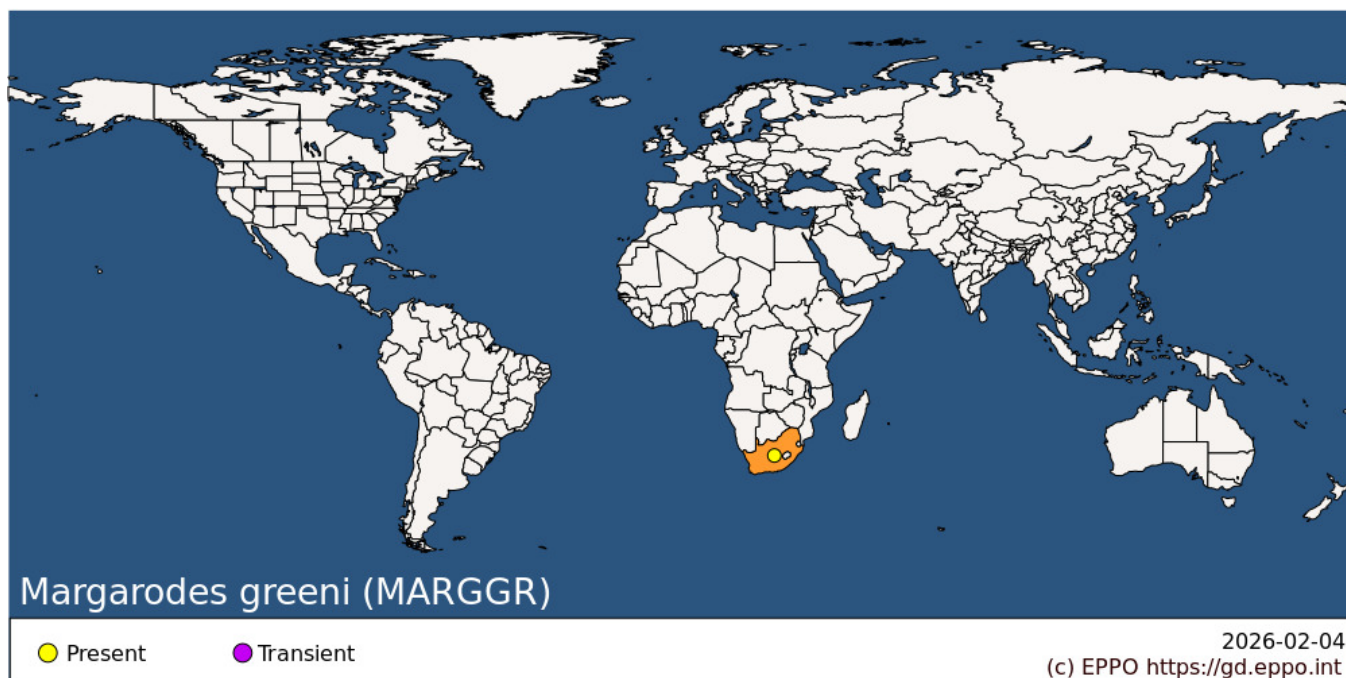 Margarodes greeni (MARGGR)
Present
Transient
2026-02-04
(c) EPPO https://gd.eppo.int